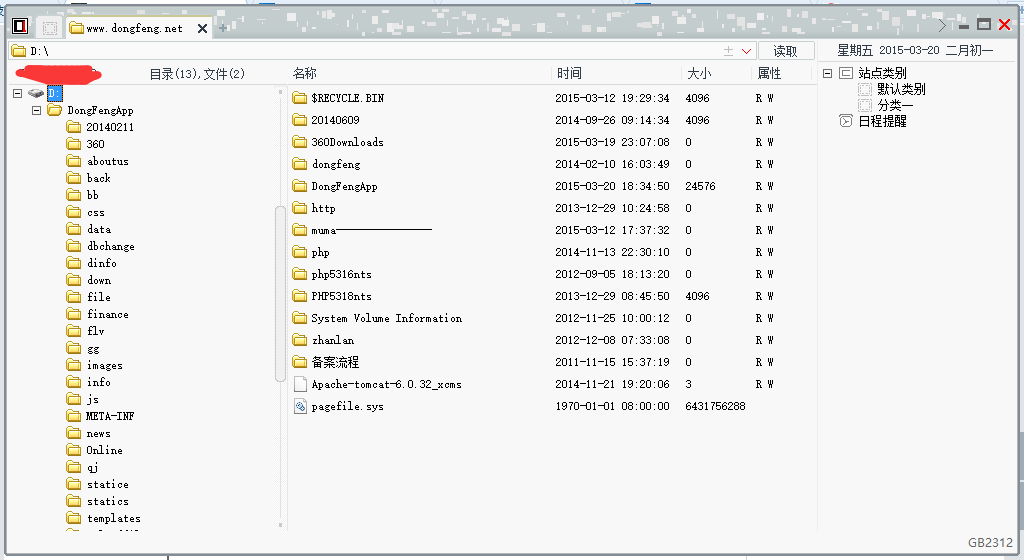 www.dongfeng.net
D:\ 读取 星期五 2015-03-20 二月初一
目录(13),文件(2) 名称 时间 大小 属性
D:
DongFengApp
20140211
360
aboutus
back
bb
css
data
dbchange
dinfo
down
file
finance
flv
gg
images
info
js
META-INF
news
Online
qj
statice
statics
templates
$RECYCLE.BIN 2015-03-12 19:29:34 4096 R W
20140609 2014-09-26 09:14:34 4096 R W
360Downloads 2015-03-19 23:07:08 0 R W
dongfeng 2014-02-10 16:03:49 0 R W
DongFengApp 2015-03-20 18:34:50 24576 R W
http 2013-12-29 10:24:58 0 R W
muma──────── 2015-03-12 17:37:32 0 R W
php 2014-11-13 22:30:10 0 R W
php5316nts 2012-09-05 18:13:20 0 R W
PHP5318nts 2013-12-29 08:45:50 4096 R W
System Volume Information 2012-11-25 10:00:12 0 R W
zhanlan 2012-12-08 07:33:08 0 R W
备案流程 2011-11-15 15:37:19 0 R W
Apache-tomcat-6.0.32_xcms 2014-11-21 19:20:06 3 R W
pagefile.sys 1970-01-01 08:00:00 6431756288
站点类别
默认类别
分类一
日程提醒
GB2312